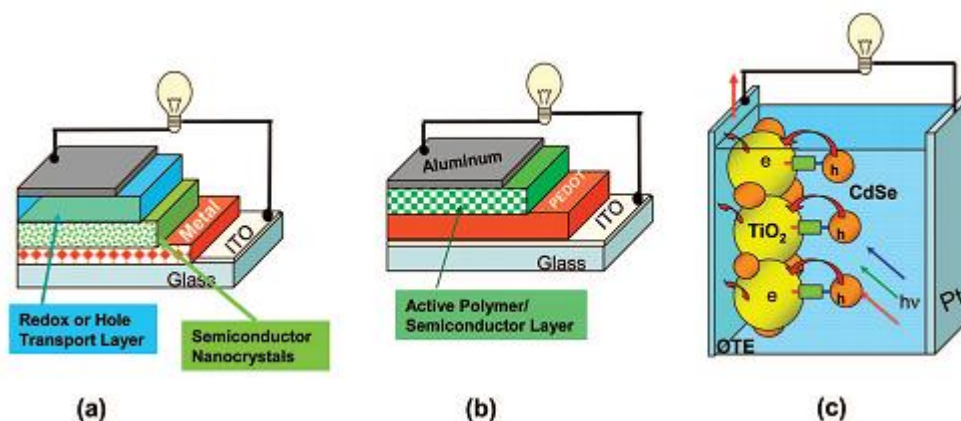 Metal
ITO
Glass
Redox or Hole
Transport Layer
Semiconductor
Nanocrystals
(a)
Aluminum
PEDOT
ITO
Glass
Active Polymer/
Semiconductor Layer
(b)
e
h
CdSe
TiO2
h
e
h
hν
OTE
Pt
(c)